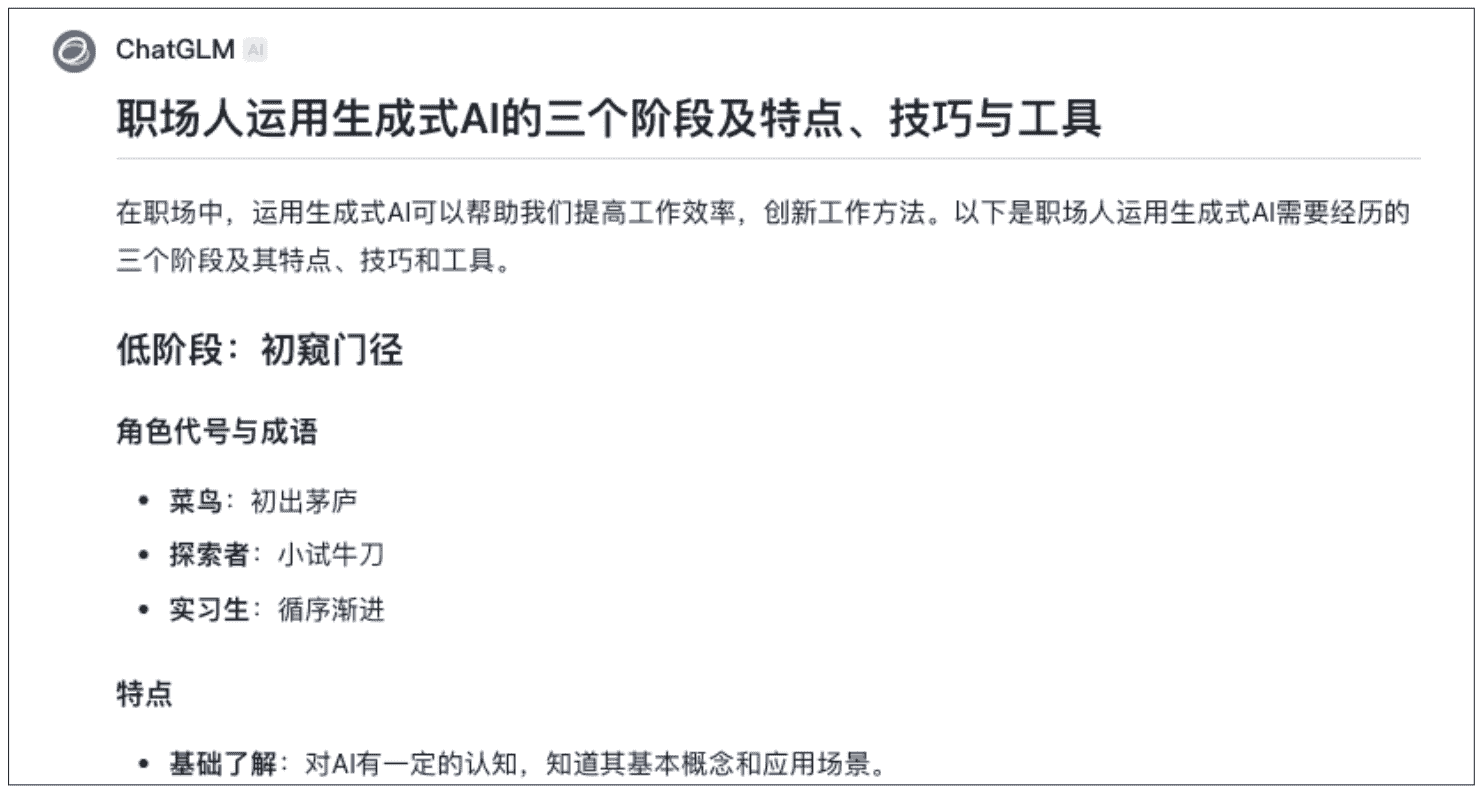 ChatGLM AI
职场人运用生成式AI的三个阶段及特点、技巧与工具
在职场中，运用生成式AI可以帮助我们提高工作效率，创新工作方法。以下是职场人运用生成式AI需要经历的
三个阶段及其特点、技巧和工具。
低阶段：初窥门径
角色代号与成语
• 菜鸟：初出茅庐
• 探索者：小试牛刀
• 实习生：循序渐进
特点
• 基础了解：对AI有一定的认知，知道其基本概念和应用场景。